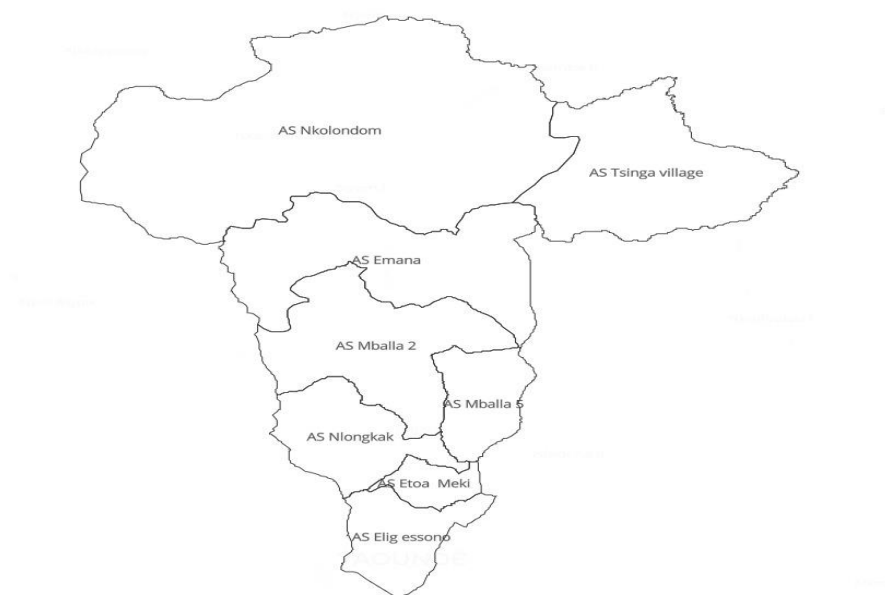 AS Nkolondom
AS Tsinga village
AS Emana
AS Mballa 2
AS Mballa 5
AS Nlongkak
AS Etoa Meki
AS Elig essono